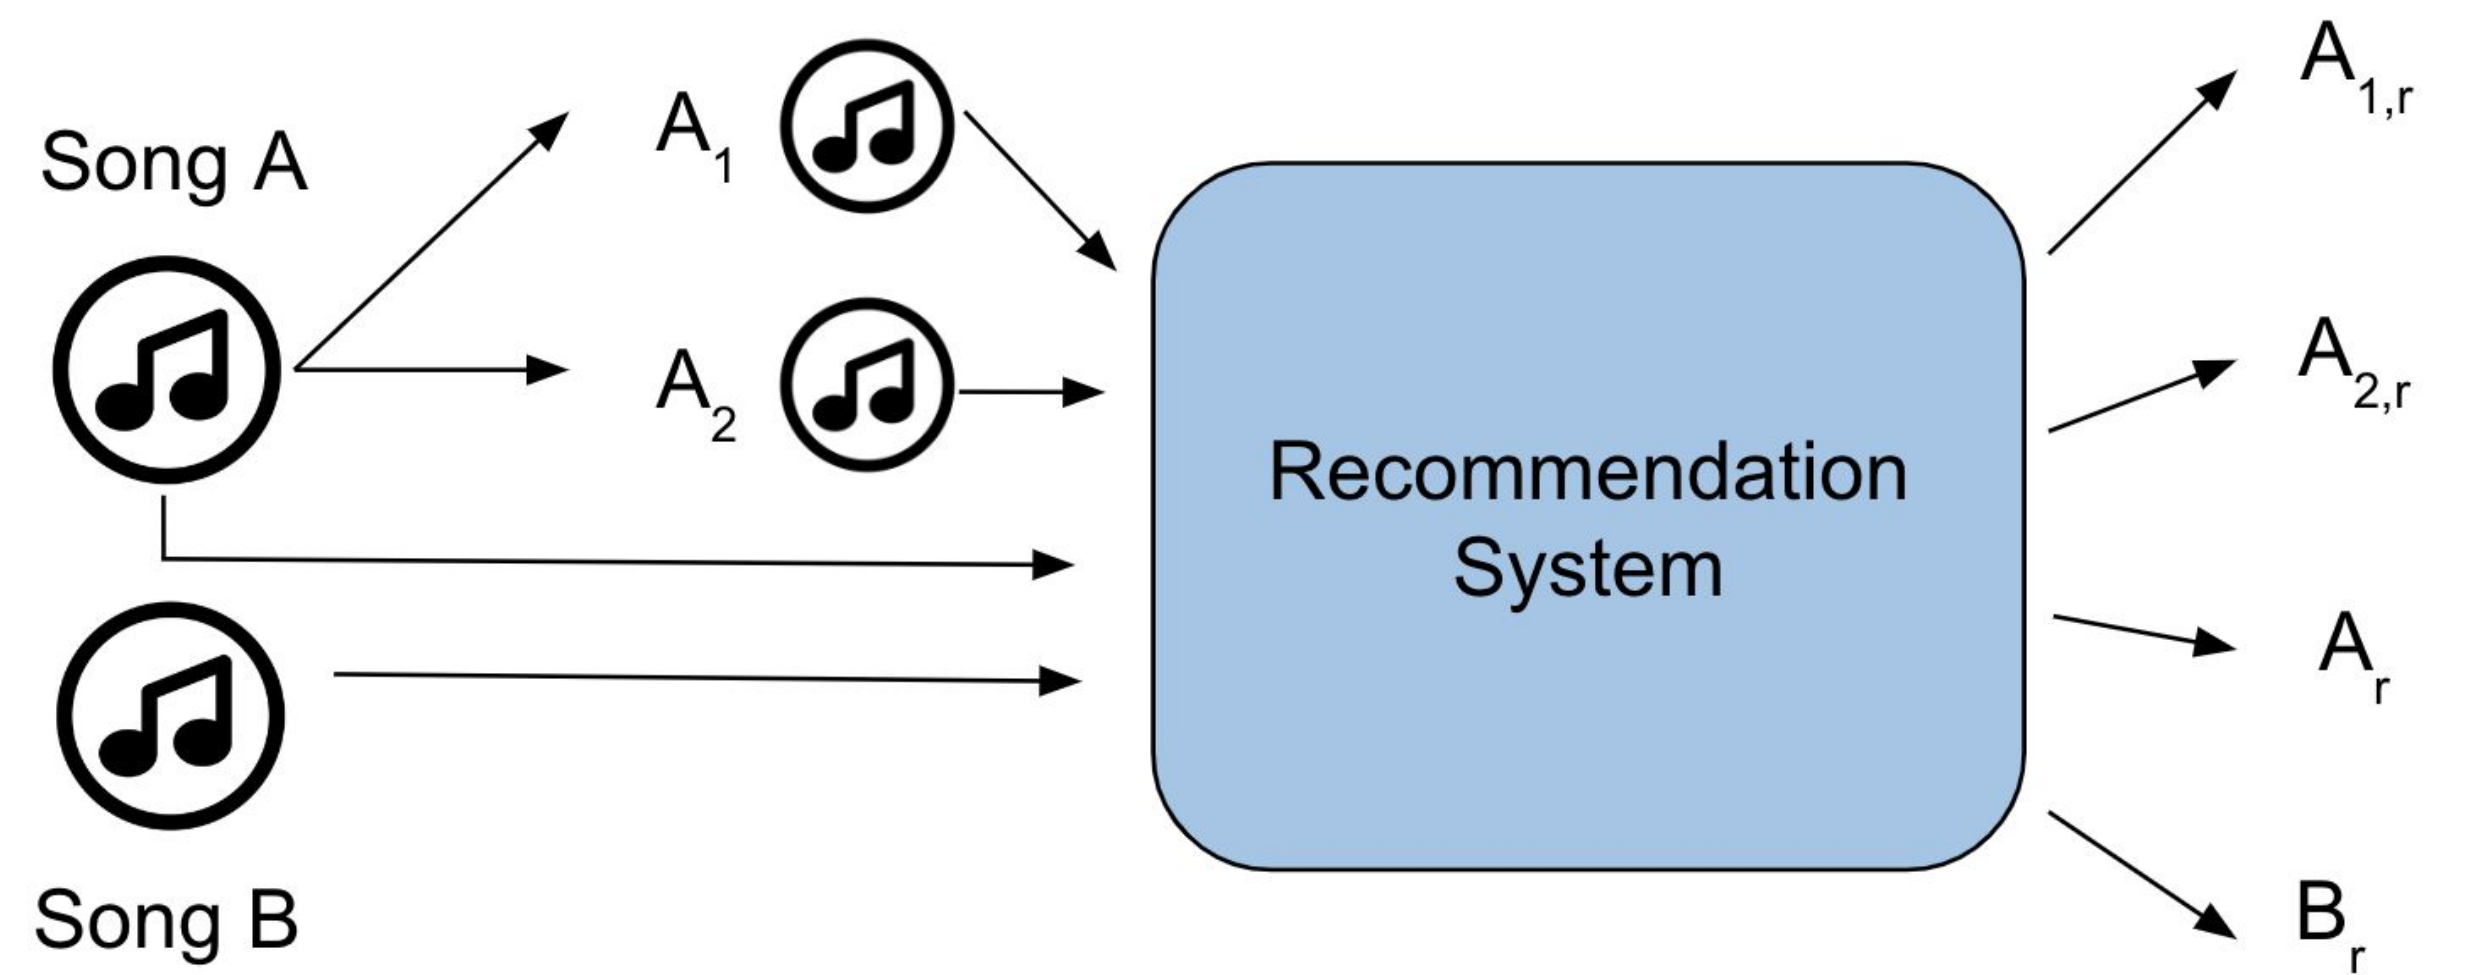 Song A
A1
A2
Song B
Recommendation
System
A1,r
A2,r
Ar
Br